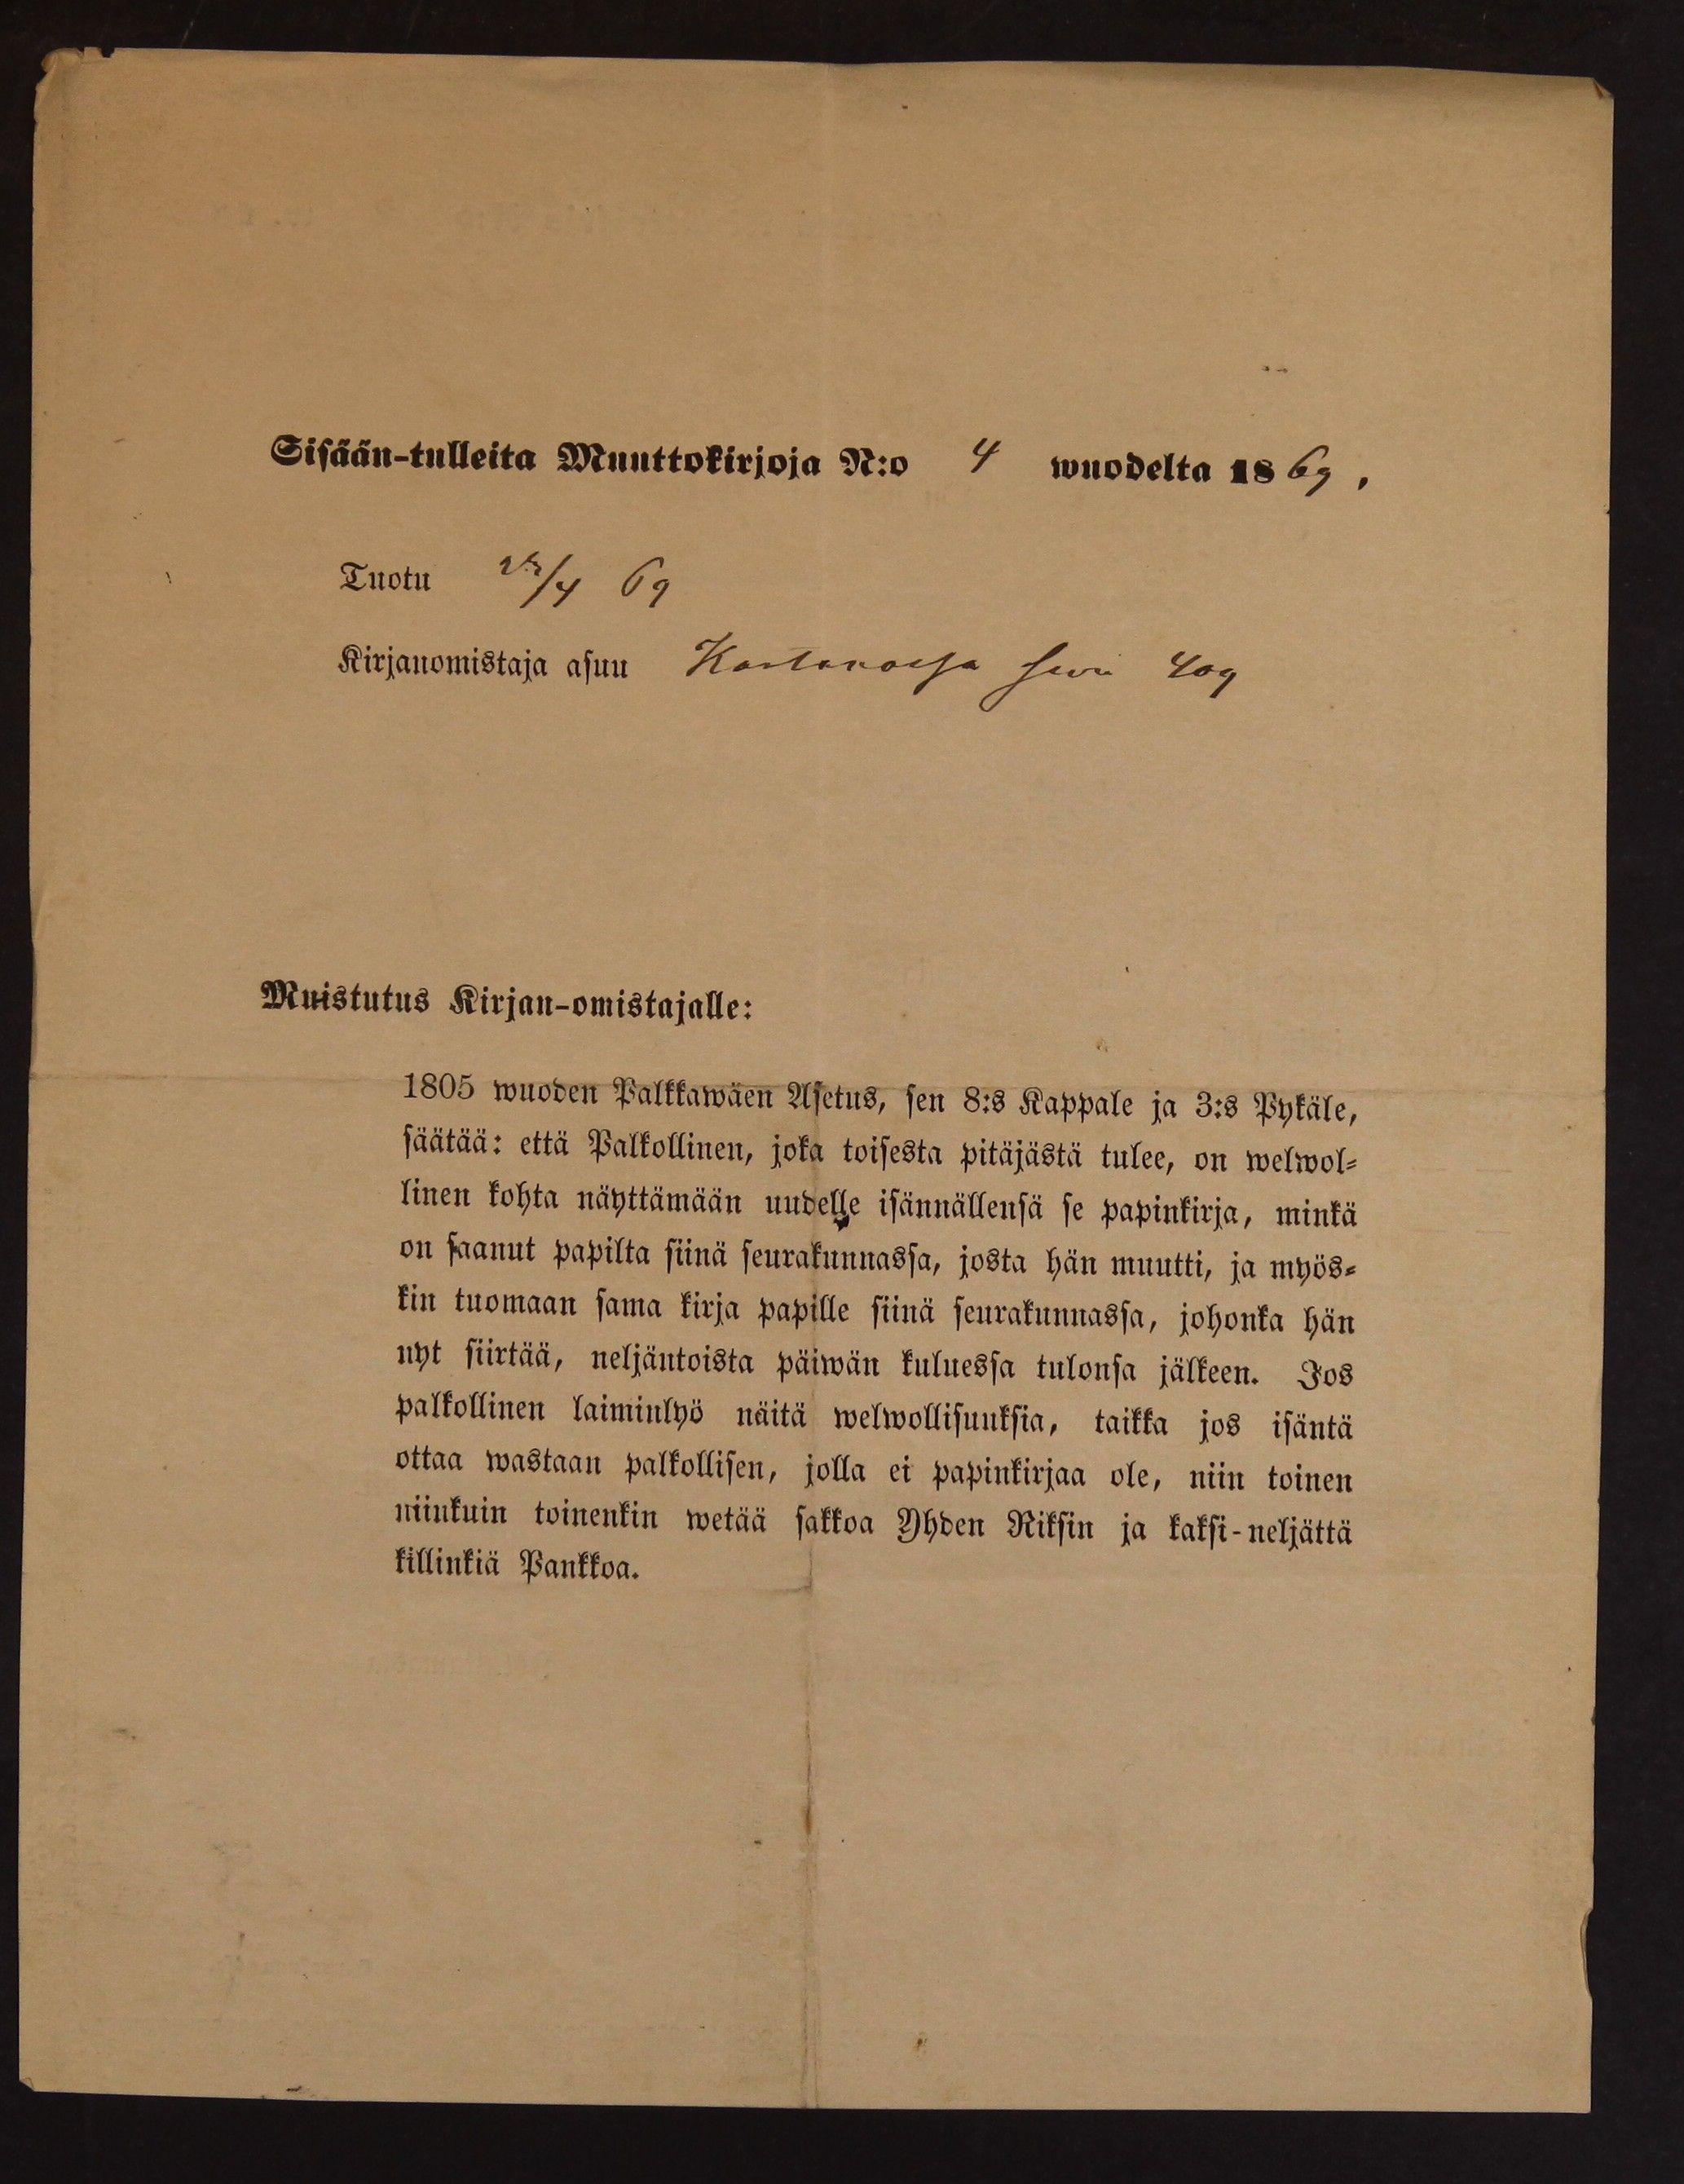 Sisään-tulleita Muuttokirjoja N:o 4 wuodelta 1869.
Tuotu /4 69
Kirjanomistaja asuu Kartanossa siwu 409
Muistutus Kirjan-omistajalle:
1805 wuoden Palkkawäen Asetus, sen 8:s Kappale ja 3:s Pykäle,
säätää: että Palkollinen, joka toisesta pitäjästä tulee, on welwol-
linen kohta näyttämään uudelle isännällensä se papinkirja, minkä
on saanut papilta siinä seurakunnassa, josta hän muutti, ja myös-
kin tuomaan sama kirja papille siinä seurakunnassa, johonka hän
nyt siirtää, neljäntoista päiwän kuluessa tulonsa jälkeen. Jos
palkollinen laiminlyö näitä welwollisuuksia, taikka jos isäntä
ottaa wastaan palkollisen, jolla ei papinkirjaa ole, niin toinen
niinkuin toinenkin wetää sakkoa Yhden Riksin ja kaksi-neljättä
killinkiä Pankkoa.